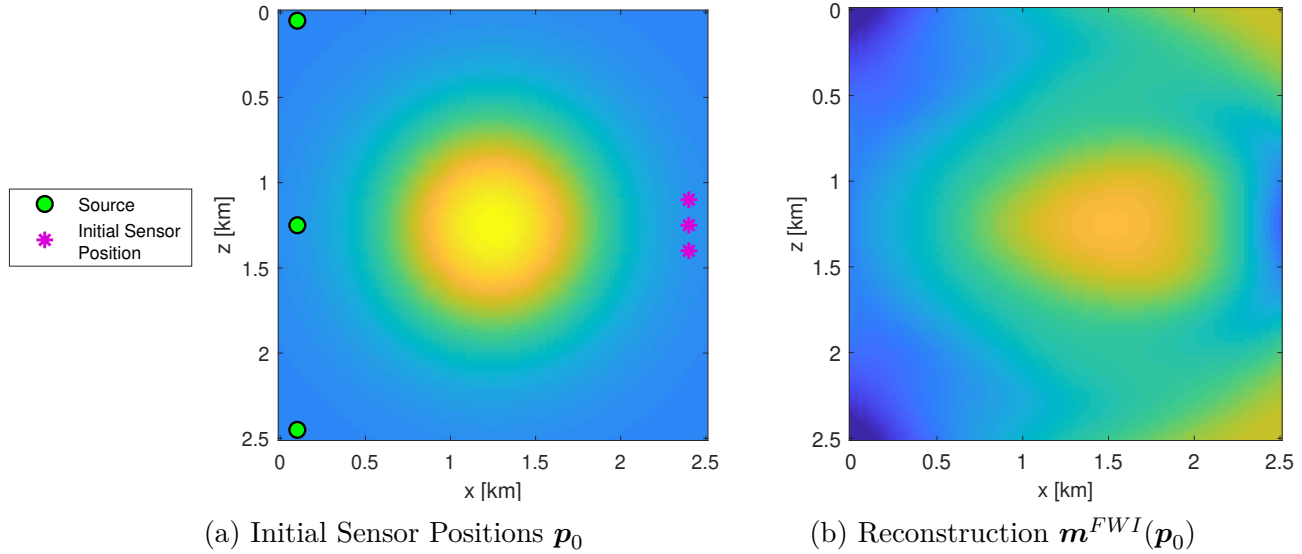 Source
Initial Sensor
Position
0
0.5
1
1.5
2
2.5
z [km]
0
0.5
1
1.5
2
2.5
x [km]
0
0.5
1
1.5
2
2.5
z [km]
0
0.5
1
1.5
2
2.5
x [km]
(a) Initial Sensor Positions p₀
(b) Reconstruction m^{FWI}(p₀)